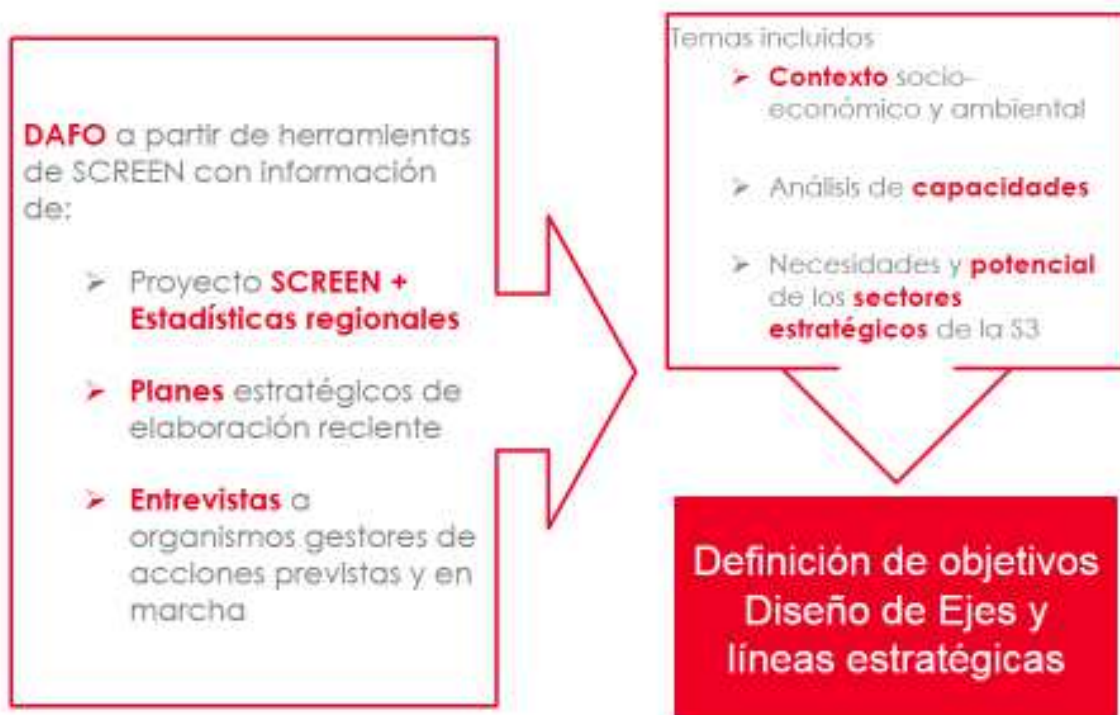 DAFO a partir de herramientas
de SCREEN con información
de:
➢ Proyecto SCREEN +
Estadísticas regionales
➢ Planes estratégicos de
elaboración reciente
➢ Entrevistas a
organismos gestores de
acciones previstas y en
marcha
Temas incluidos
➢ Contexto socio-
económico y ambiental
➢ Análisis de capacidades
➢ Necesidades y potencial
de los sectores
estratégicos de la S3
Definición de objetivos
Diseño de Ejes y
líneas estratégicas